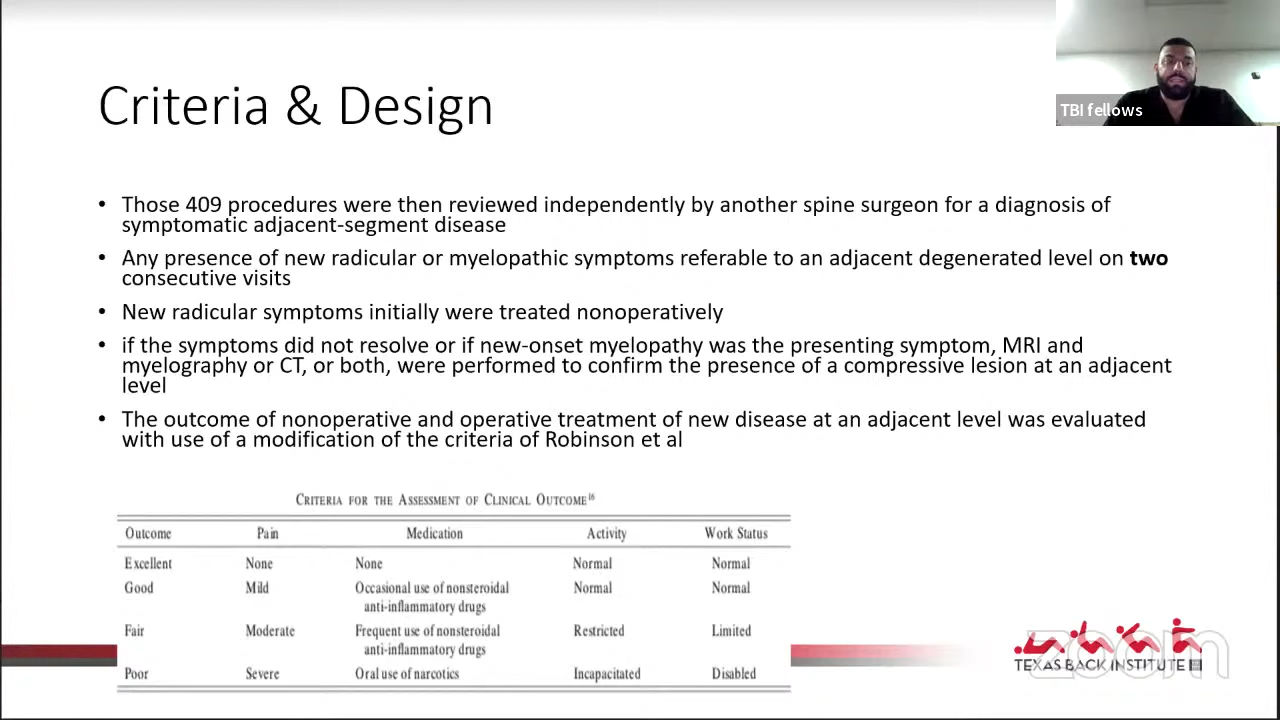 TBI fellows
Criteria & Design
• Those 409 procedures were then reviewed independently by another spine surgeon for a diagnosis of
symptomatic adjacent-segment disease
• Any presence of new radicular or myelopathic symptoms referable to an adjacent degenerated level on two
consecutive visits
• New radicular symptoms initially were treated nonoperatively
• if the symptoms did not resolve or if new-onset myelopathy was the presenting symptom, MRI and
myelography or CT, or both, were performed to confirm the presence of a compressive lesion at an adjacent
level
• The outcome of nonoperative and operative treatment of new disease at an adjacent level was evaluated
with use of a modification of the criteria of Robinson et al
CRITERIA FOR THE ASSESSMENT OF CLINICAL OUTCOME16
Outcome Pain Medication Activity Work Status
Excellent None None Normal Normal
Good Mild Occasional use of nonsteroidal Normal Normal
anti-inflammatory drugs
Fair Moderate Frequent use of nonsteroidal Restricted Limited
anti-inflammatory drugs
Poor Severe Oral use of narcotics Incapacitated Disabled
zoom
TEXAS BACK INSTITUTE